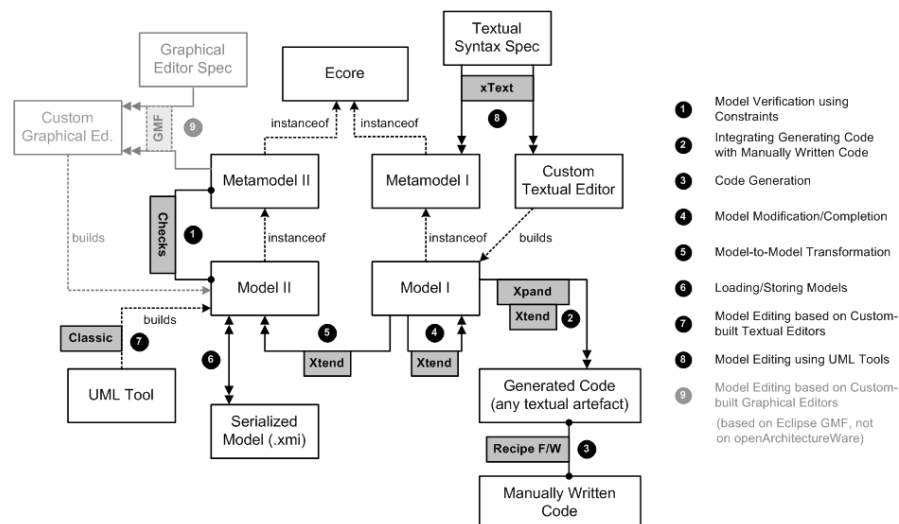 Textual
Syntax Spec
Graphical
Editor Spec
Ecore
xText
8
Custom
Graphical Ed.
GMF
9
instanceof
instanceof
Metamodel II
Metamodel I
Custom
Textual Editor
Checks
1
builds
instanceof
instanceof
builds
Model II
Model I
Xpand
Xtend
2
builds
Classic
7
6
5
Xtend
4
Xtend
UML Tool
Serialized
Model (.xmi)
Generated Code
(any textual artefact)
Recipe F/W
3
Manually Written
Code
1
Model Verification using
Constraints
2
Integrating Generating Code
with Manually Written Code
3
Code Generation
4
Model Modification/Completion
5
Model-to-Model Transformation
6
Loading/Storing Models
7
Model Editing based on Custom-
built Textual Editors
8
Model Editing using UML Tools
9
Model Editing based on Custom-
built Graphical Editors
(based on Eclipse GMF, not
on openArchitectureWare)